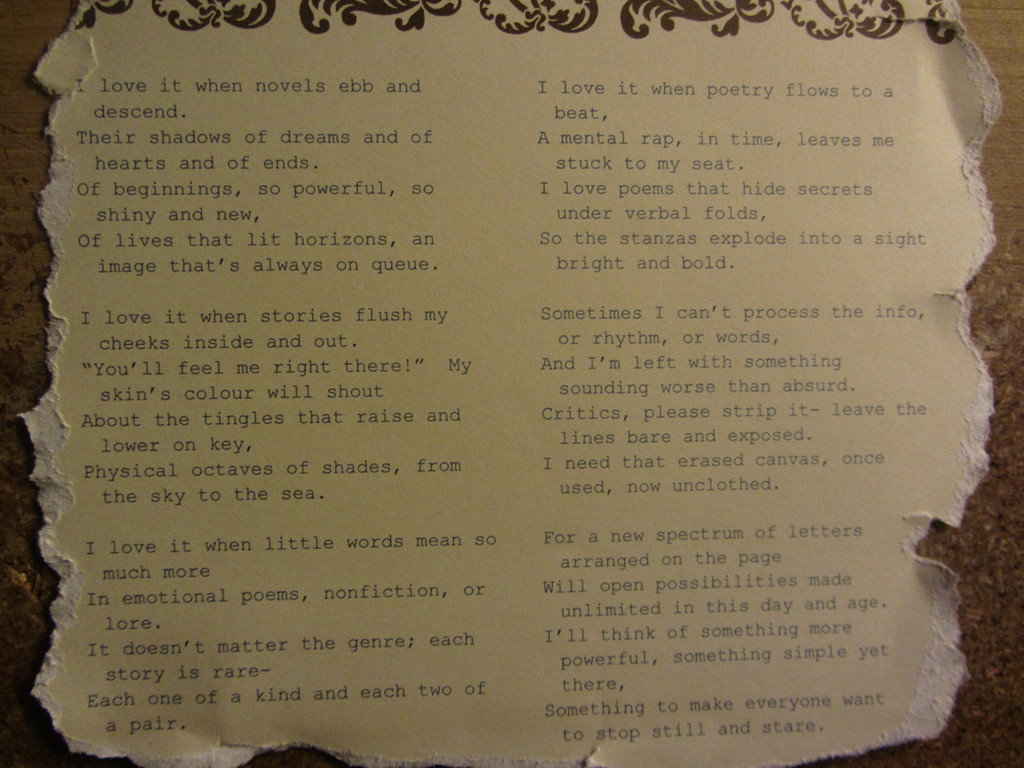 I love it when novels ebb and
descend.
Their shadows of dreams and of
hearts and of ends.
Of beginnings, so powerful, so
shiny and new,
Of lives that lit horizons, an
image that's always on queue.
I love it when stories flush my
cheeks inside and out.
“You'll feel me right there!”  My
skin's colour will shout
About the tingles that raise and
lower on key,
Physical octaves of shades, from
the sky to the sea.
I love it when little words mean so
much more
In emotional poems, nonfiction, or
lore.
It doesn't matter the genre; each
story is rare-
Each one of a kind and each two of
a pair.
I love it when poetry flows to a
beat,
A mental rap, in time, leaves me
stuck to my seat.
I love poems that hide secrets
under verbal folds,
So the stanzas explode into a sight
bright and bold.
Sometimes I can't process the info,
or rhythm, or words,
And I'm left with something
sounding worse than absurd.
Critics, please strip it- leave the
lines bare and exposed.
I need that erased canvas, once
used, now unclothed.
For a new spectrum of letters
arranged on the page
Will open possibilities made
unlimited in this day and age.
I'll think of something more
powerful, something simple yet
there,
Something to make everyone want
to stop still and stare.